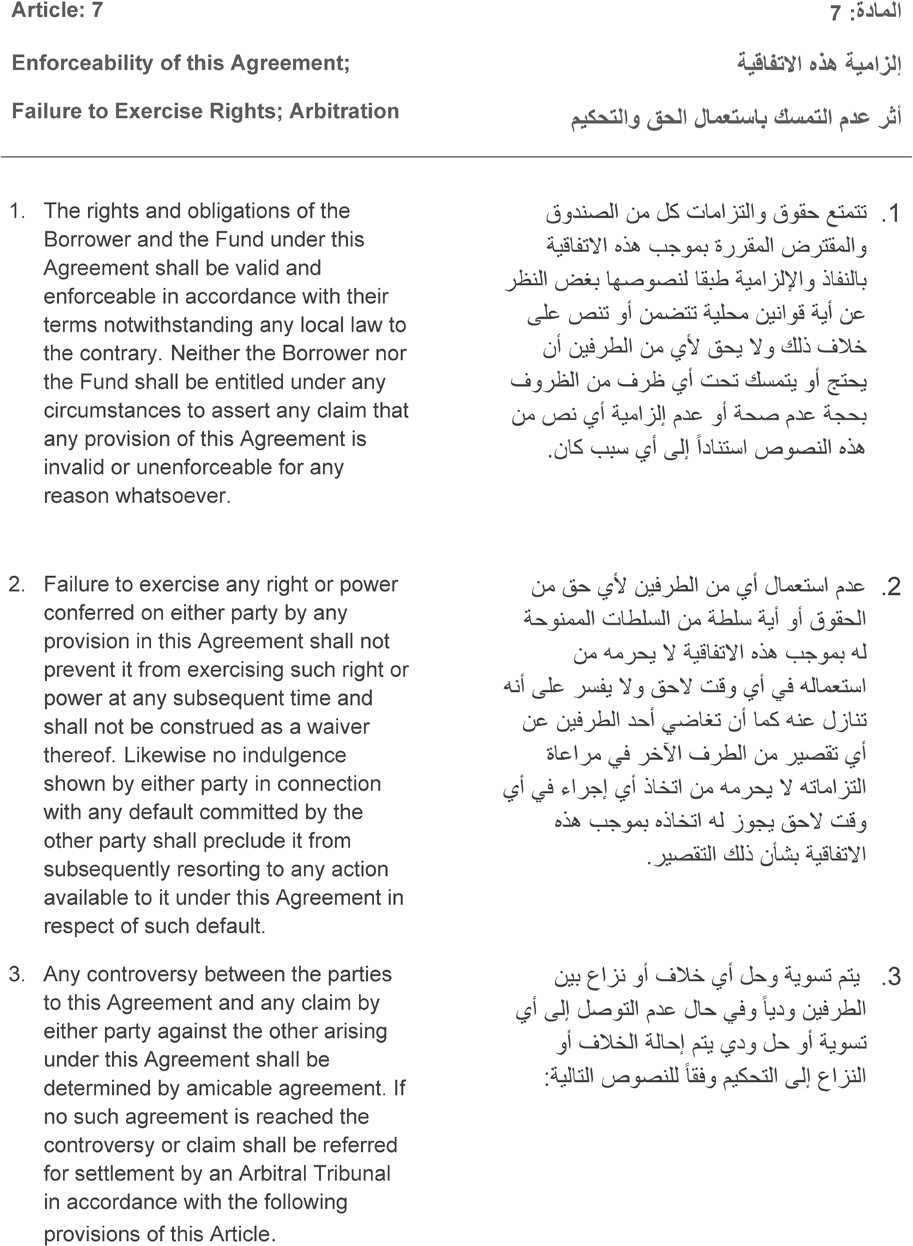 Article: 7
Enforceability of this Agreement;
Failure to Exercise Rights; Arbitration
المادة: 7
إلزامية هذه الاتفاقية
أثر عدم التمسك باستعمال الحق والتحكيم
1. The rights and obligations of the
Borrower and the Fund under this
Agreement shall be valid and
enforceable in accordance with their
terms notwithstanding any local law to
the contrary. Neither the Borrower nor
the Fund shall be entitled under any
circumstances to assert any claim that
any provision of this Agreement is
invalid or unenforceable for any
reason whatsoever.
1. تتمتع حقوق والتزامات كل من الصندوق
والمقترض المقررة بموجب هذه الاتفاقية
بالنفاذ والإلزامية طبقا لنصوصها بغض النظر
عن أية قوانين محلية تتضمن أو تنص على
خلاف ذلك ولا يحق لأي من الطرفين أن
يحتج أو يتمسك تحت أي ظرف من الظروف
بحجة عدم صحة أو عدم إلزامية أي نص من
هذه النصوص استناداً إلى أي سبب كان.
2. Failure to exercise any right or power
conferred on either party by any
provision in this Agreement shall not
prevent it from exercising such right or
power at any subsequent time and
shall not be construed as a waiver
thereof. Likewise no indulgence
shown by either party in connection
with any default committed by the
other party shall preclude it from
subsequently resorting to any action
available to it under this Agreement in
respect of such default.
2. عدم استعمال أي من الطرفين لأي حق من
الحقوق أو أية سلطة من السلطات الممنوحة
له بموجب هذه الاتفاقية لا يحرمه من
استعماله في أي وقت لاحق ولا يفسر على أنه
تنازل عنه كما أن تغاضي أحد الطرفين عن
أي تقصير من الطرف الآخر في مراعاة
التزاماته لا يحرمه من اتخاذ أي إجراء في أي
وقت لاحق يجوز له اتخاذه بموجب هذه
الاتفاقية بشأن ذلك التقصير.
3. Any controversy between the parties
to this Agreement and any claim by
either party against the other arising
under this Agreement shall be
determined by amicable agreement. If
no such agreement is reached the
controversy or claim shall be referred
for settlement by an Arbitral Tribunal
in accordance with the following
provisions of this Article.
3. يتم تسوية وحل أي خلاف أو نزاع بين
الطرفين ودياً وفي حال عدم التوصل إلى أي
تسوية أو حل ودي يتم إحالة الخلاف أو
النزاع إلى التحكيم وفقاً للنصوص التالية: